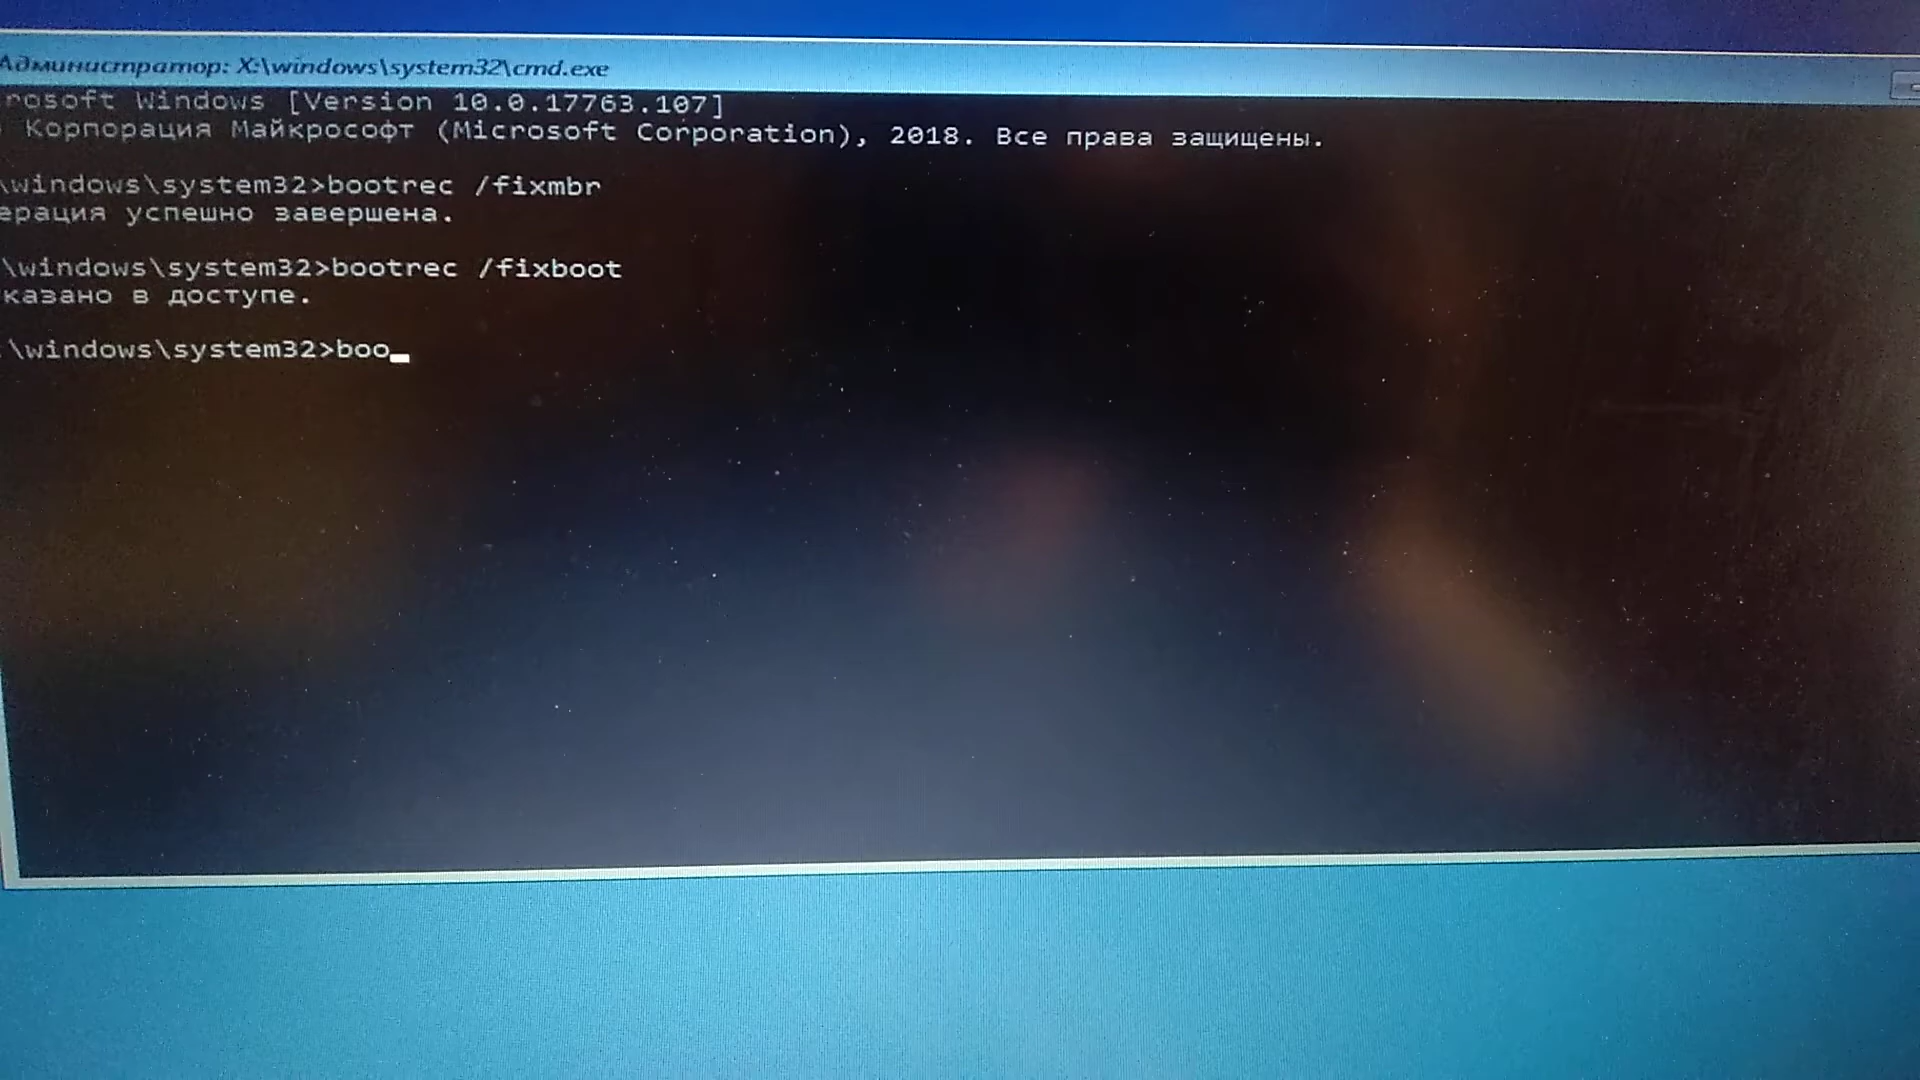 Администратор: X:\windows\system32\cmd.exe
rosoft Windows [Version 10.0.17763.107]
Корпорация Майкрософт (Microsoft Corporation), 2018. Все права защищены.
\windows\system32>bootrec /fixmbr
ерация успешно завершена.
\windows\system32>bootrec /fixboot
казано в доступе.
:\windows\system32>boo_